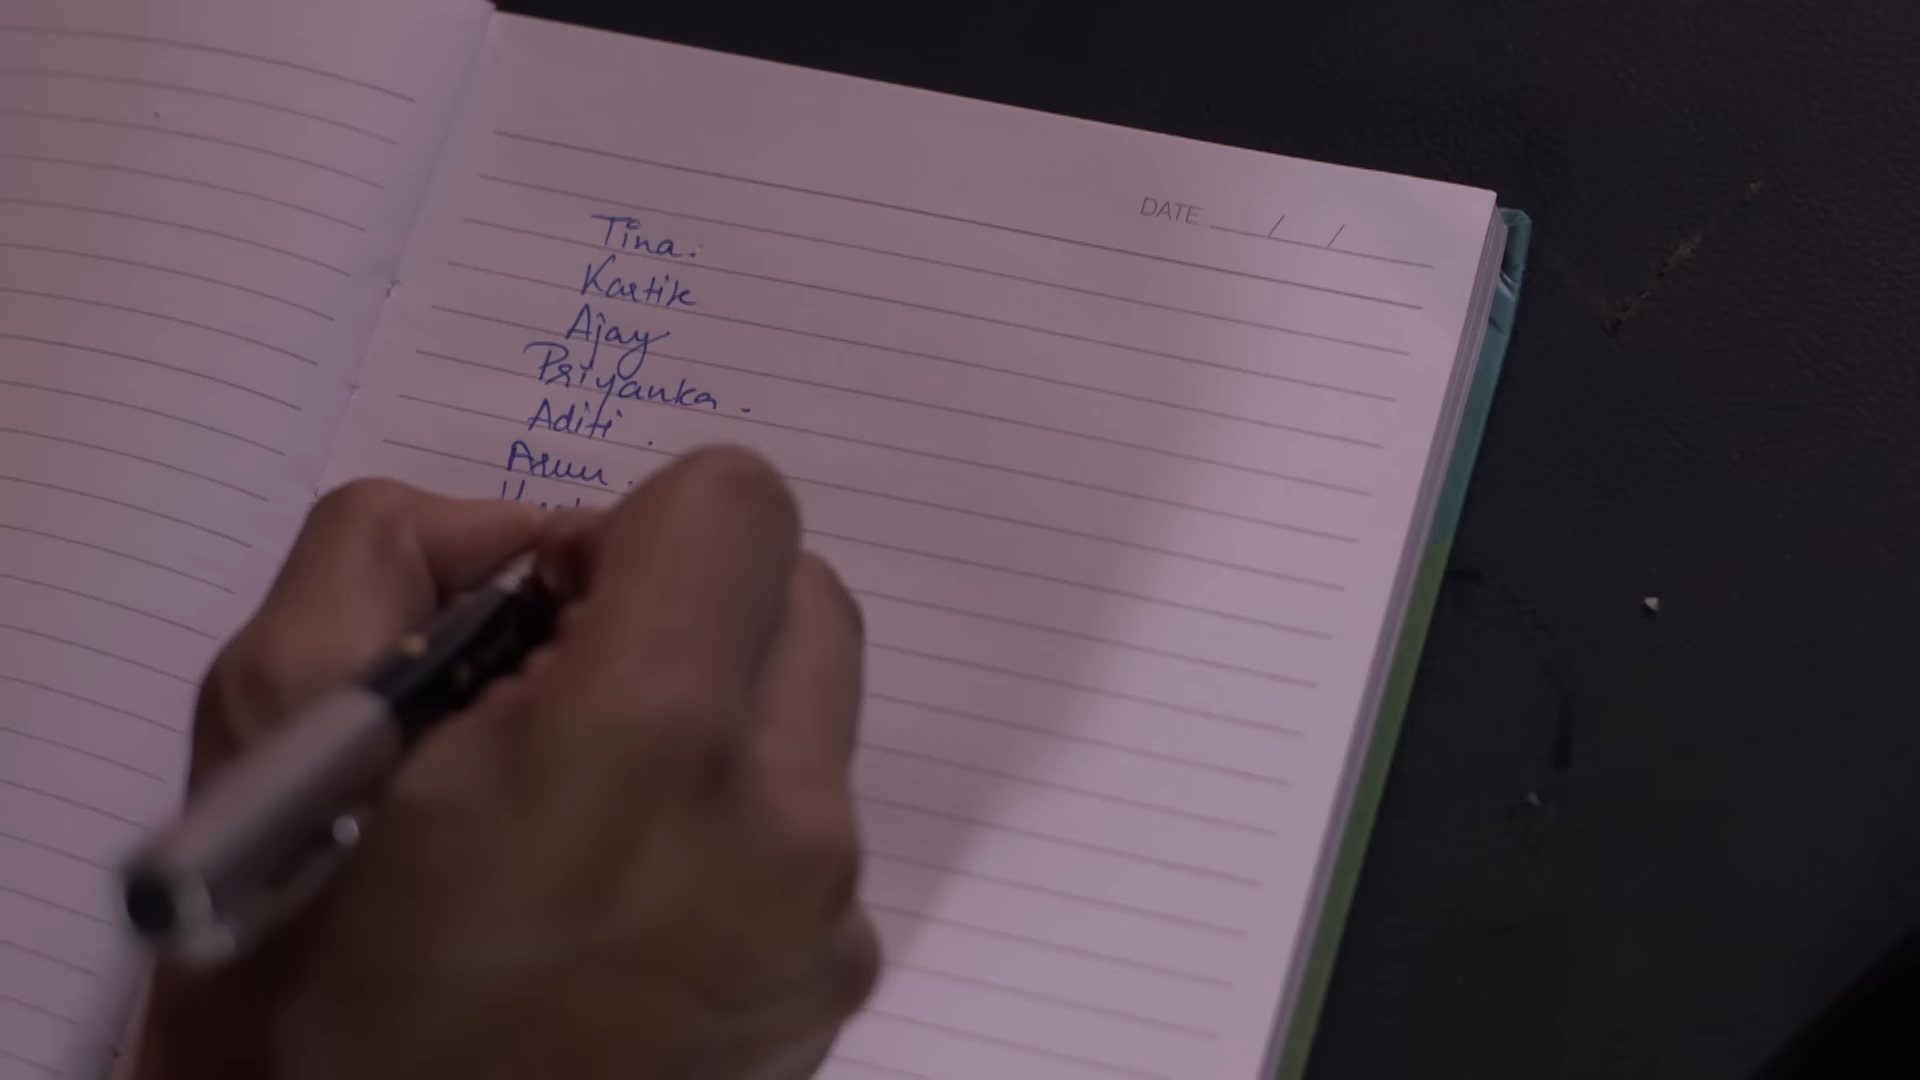 DATE / /
Tina.
Kartik
Ajay
Priyanka.
Aditi.
Arun.